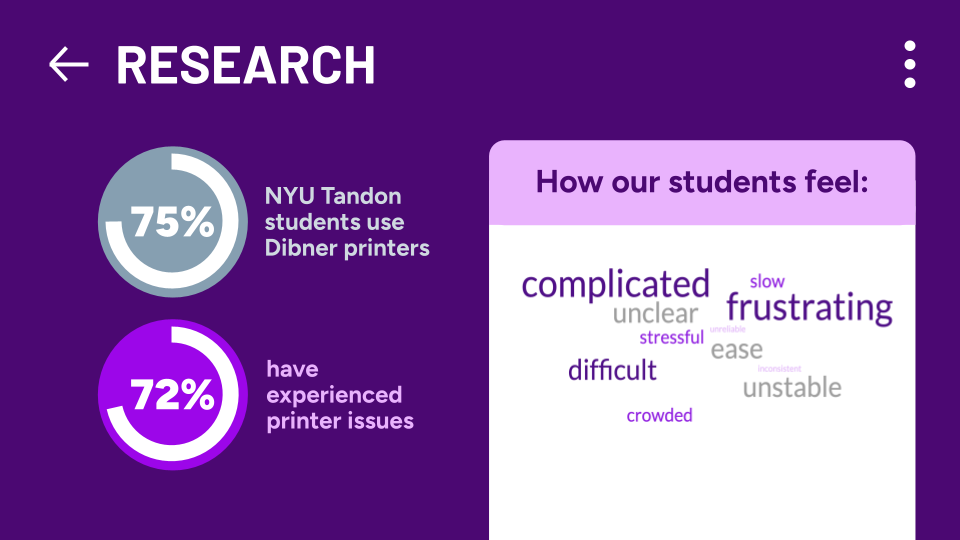 RESEARCH
75%
NYU Tandon
students use
Dibner printers
72%
have
experienced
printer issues
How our students feel:
complicated
slow
unclear
frustrating
unreliable
stressful
ease
difficult
inconsistent
unstable
crowded